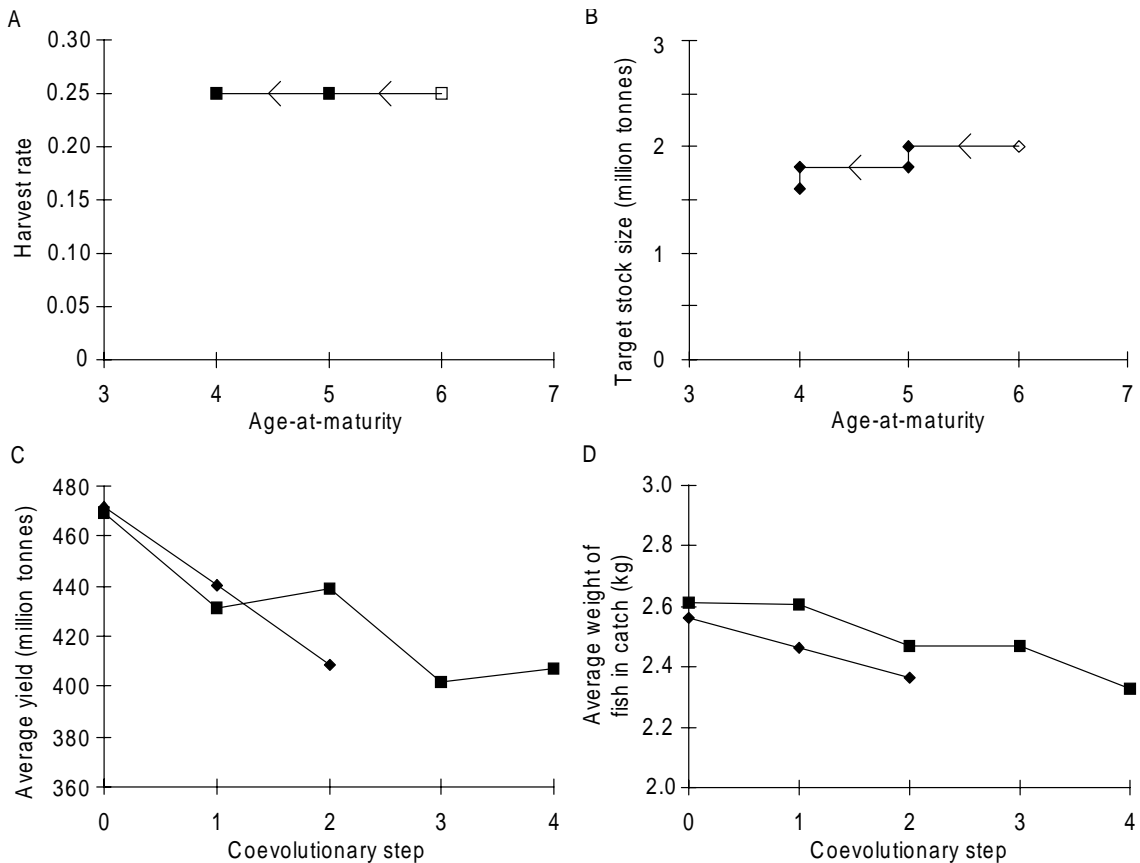 A
0.30
0.25
0.20
0.15
0.10
0.05
0
Harvest rate
3 4 5 6 7
Age-at-maturity
B
3
2
1
0
Target stock size (million tonnes)
3 4 5 6 7
Age-at-maturity
C
480
460
440
420
400
380
360
Average yield (million tonnes)
0 1 2 3 4
Coevolutionary step
D
3.0
2.8
2.6
2.4
2.2
2.0
Average weight of
fish in catch (kg)
0 1 2 3 4
Coevolutionary step